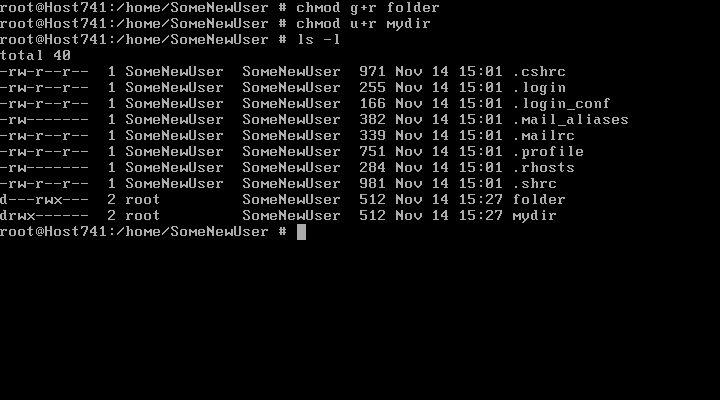 root@Host741:/home/SomeNewUser # chmod g+r folder
root@Host741:/home/SomeNewUser # chmod u+r mydir
root@Host741:/home/SomeNewUser # ls -l
total 40
-rw-r--r--  1 SomeNewUser  SomeNewUser  971 Nov 14 15:01 .cshrc
-rw-r--r--  1 SomeNewUser  SomeNewUser  255 Nov 14 15:01 .login
-rw-r--r--  1 SomeNewUser  SomeNewUser  166 Nov 14 15:01 .login_conf
-rw-------  1 SomeNewUser  SomeNewUser  382 Nov 14 15:01 .mail_aliases
-rw-r--r--  1 SomeNewUser  SomeNewUser  339 Nov 14 15:01 .mailrc
-rw-r--r--  1 SomeNewUser  SomeNewUser  751 Nov 14 15:01 .profile
-rw-------  1 SomeNewUser  SomeNewUser  284 Nov 14 15:01 .rhosts
-rw-r--r--  1 SomeNewUser  SomeNewUser  981 Nov 14 15:01 .shrc
d---rwx---  2 root         SomeNewUser  512 Nov 14 15:27 folder
drwx------  2 root         SomeNewUser  512 Nov 14 15:27 mydir
root@Host741:/home/SomeNewUser #